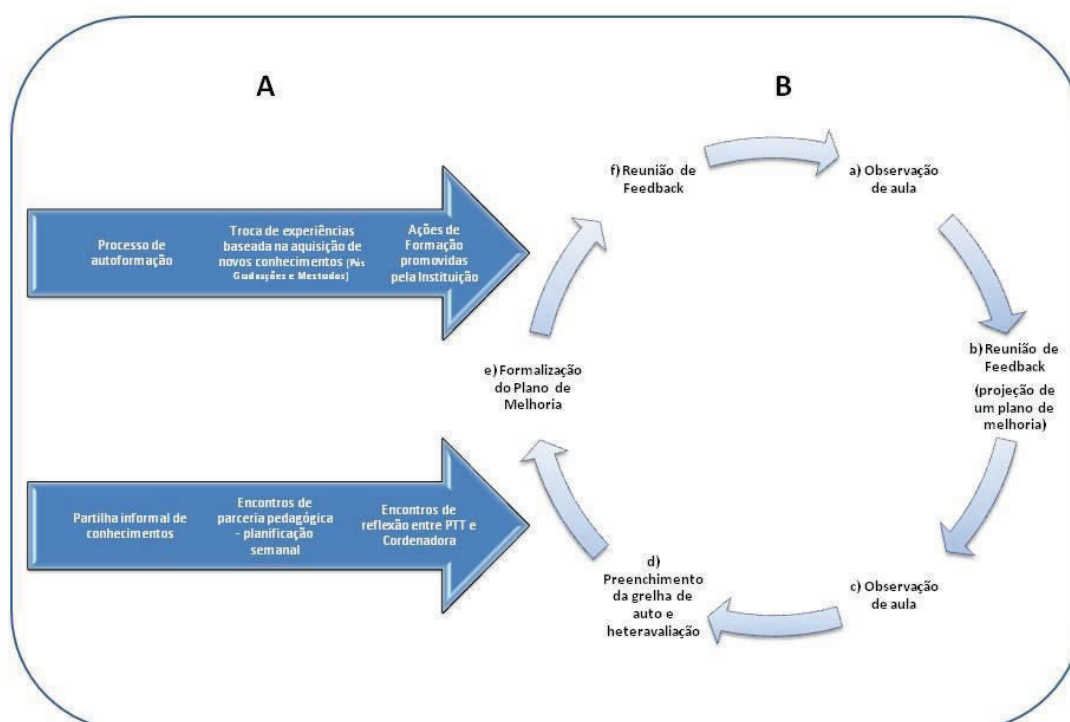 A
B
Processo de
autoformação
Troca de experiências
baseada na aquisição de
novos conhecimentos (Pós
Graduações e Mestrados)
Ações de
Formação
promovidas
pela Instituição
Partilha informal de
conhecimentos
Encontros de
parceria pedagógica
- planificação
semanal
Encontros de
reflexão entre PTT e
Cordenadora
a) Observação
de aula
b) Reunião de
Feedback
(projeção de
um plano de
melhoria)
c) Observação
de aula
d)
Preenchimento
da grelha de
auto e
heteravaliação
e) Formalização
do Plano de
Melhoria
f) Reunião de
Feedback